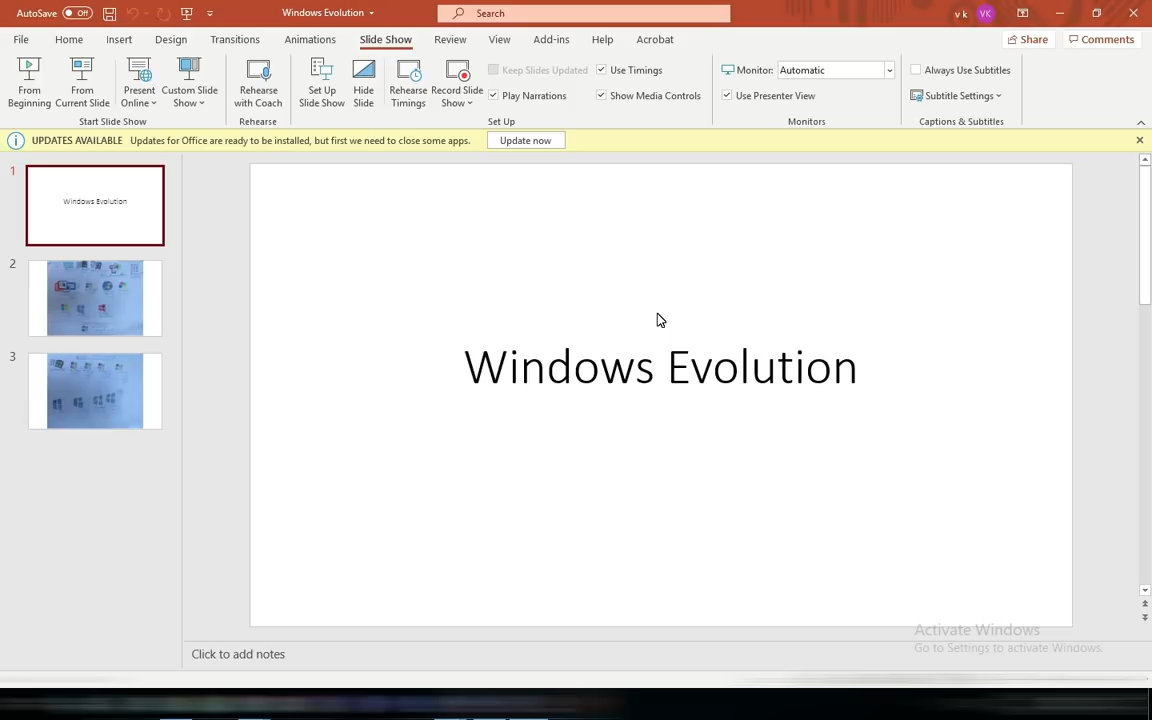 AutoSave Off Windows Evolution Search v k VK
File Home Insert Design Transitions Animations Slide Show Review View Add-ins Help Acrobat Share Comments
From Beginning
From Current Slide
Present Online
Custom Slide Show
Start Slide Show
Rehearse with Coach
Rehearse
Set Up Slide Show
Hide Slide
Rehearse Timings
Record Slide Show
Keep Slides Updated
Play Narrations
Use Timings
Show Media Controls
Set Up
Monitor: Automatic
Use Presenter View
Monitors
Always Use Subtitles
Subtitle Settings
Captions & Subtitles
UPDATES AVAILABLE Updates for Office are ready to be installed, but first we need to close some apps. Update now
1
Windows Evolution
2
3
Windows Evolution
Activate Windows
Go to Settings to activate Windows.
Click to add notes